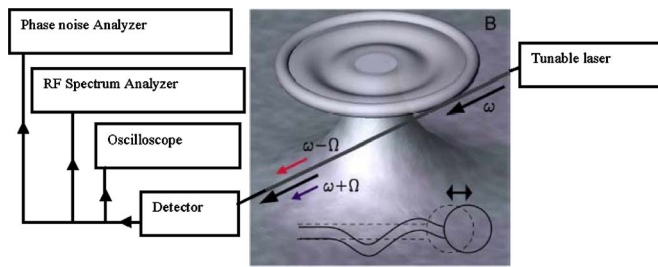 Phase noise Analyzer
B
Tunable laser
RF Spectrum Analyzer
ω
Oscilloscope
ω−Ω
ω+Ω
Detector